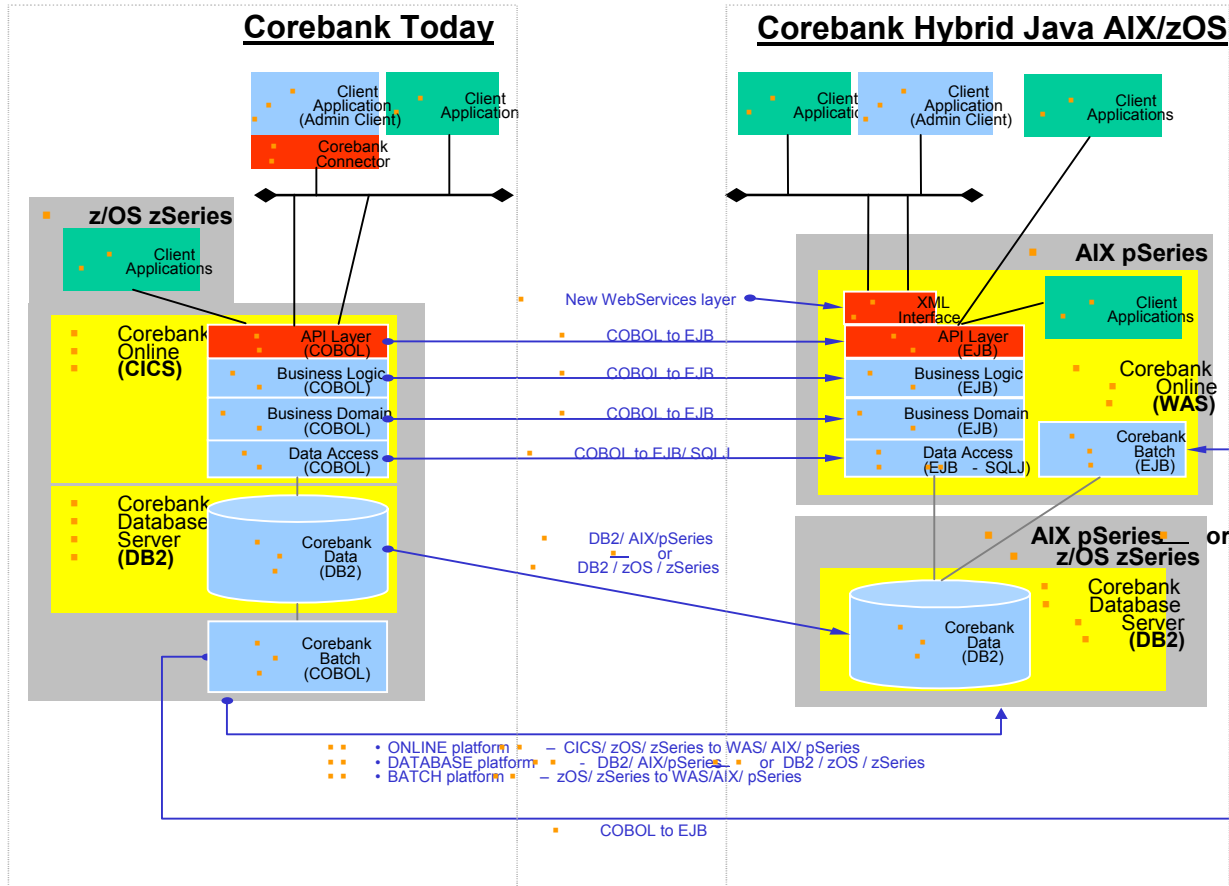 Corebank Today
Client
Application
(Admin Client)
Corebank
Connector
Client
Application
z/OS zSeries
Client
Applications
Corebank
Online
(CICS)
API Layer
(COBOL)
Business Logic
(COBOL)
Business Domain
(COBOL)
Data Access
(COBOL)
Corebank
Database
Server
(DB2)
Corebank
Data
(DB2)
Corebank
Batch
(COBOL)
New WebServices layer
COBOL to EJB
COBOL to EJB
COBOL to EJB
COBOL to EJB/ SQLJ
DB2/ AIX/pSeries
or
DB2 / zOS / zSeries
Corebank Hybrid Java AIX/zOS
Client
Applicatic
Client
Application
(Admin Client)
Client
Applications
AIX pSeries
XML
Interface
Client
Applications
API Layer
(EJB)
Business Logic
(EJB)
Business Domain
(EJB)
Data Access
(EJB - SQLJ)
Corebank
Online
(WAS)
Corebank
Batch
(EJB)
AIX pSeries or
z/OS zSeries
Corebank
Database
Server
(DB2)
Corebank
Data
(DB2)
• ONLINE platform – CICS/ zOS/ zSeries to WAS/ AIX/ pSeries
• DATABASE platform - DB2/ AIX/pSeries or DB2 / zOS / zSeries
• BATCH platform – zOS/ zSeries to WAS/AIX/ pSeries
COBOL to EJB